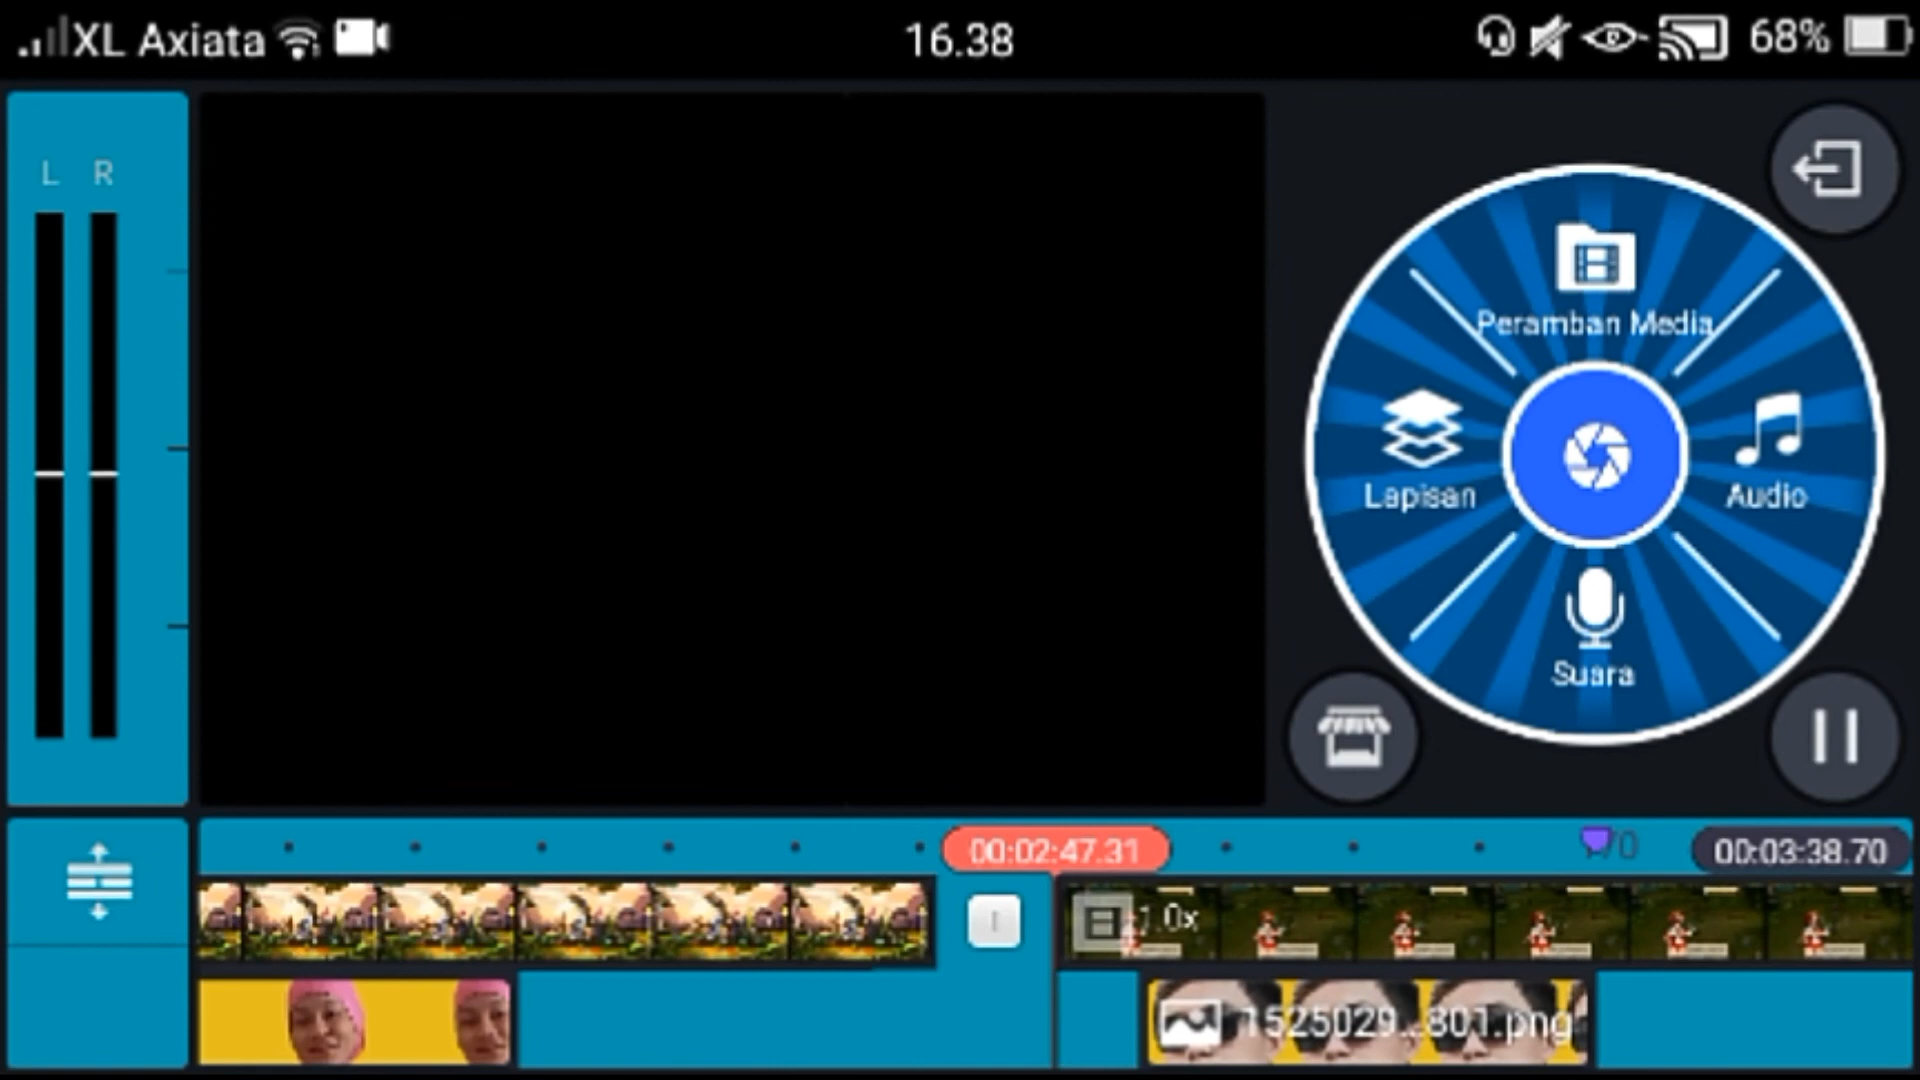 XL Axiata 16.38 68%
L R
Peramban Media
Lapisan
Audio
Suara
00:02:47.31
00:03:38.70
1.0x
1525029...801.png